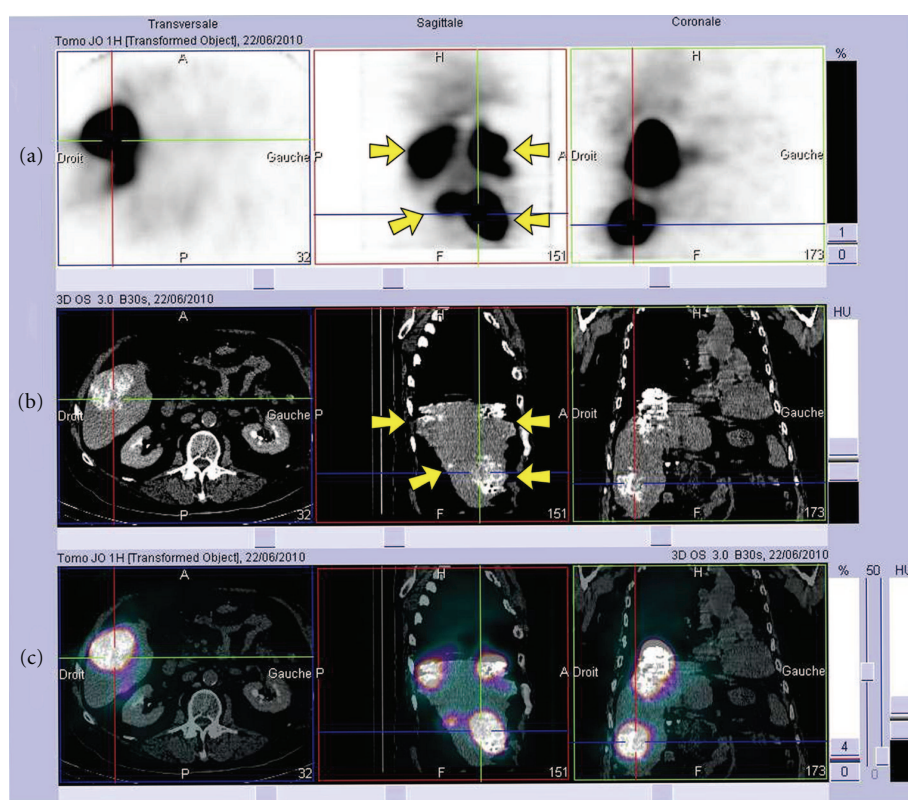 Transversale Sagittale Coronale
Tomo JO 1H [Transformed Object], 22/06/2010
A H H %
(a) Droit Gauche P A Droit Gauche
P 32 F 151 F 173
1
0
3D OS 3.0 B30s, 22/06/2010
A H H HU
(b) Droit Gauche P A Droit Gauche
P 32 F 151 F 173
Tomo JO 1H [Transformed Object], 22/06/2010 3D OS 3.0 B30s, 22/06/2010
A H H % 50 HU
(c) Droit Gauche P A Droit Gauche
P 32 F 151 F 173
4
0 0